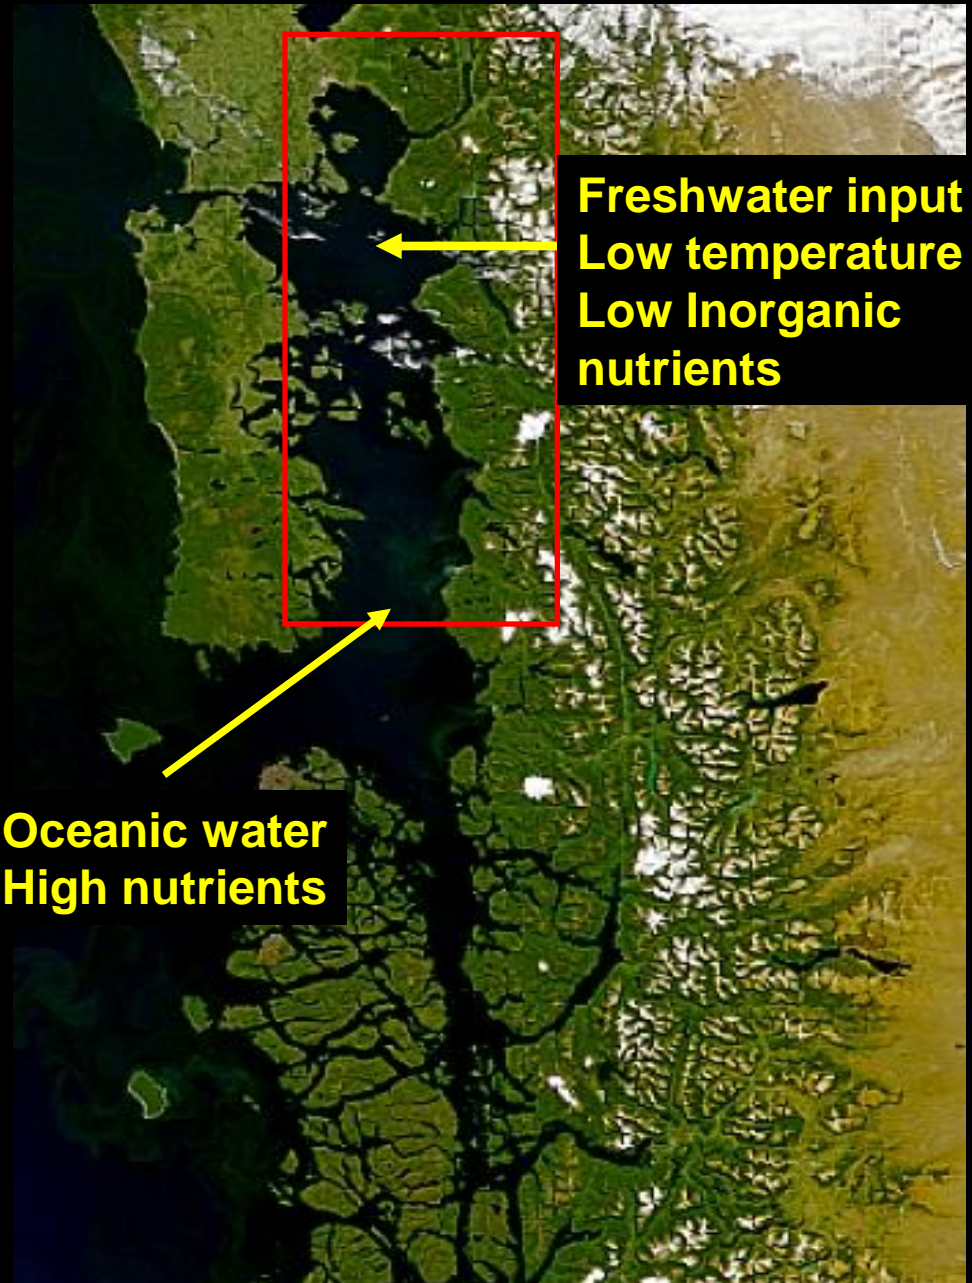 Freshwater input
Low temperature
Low Inorganic
nutrients
Oceanic water
High nutrients